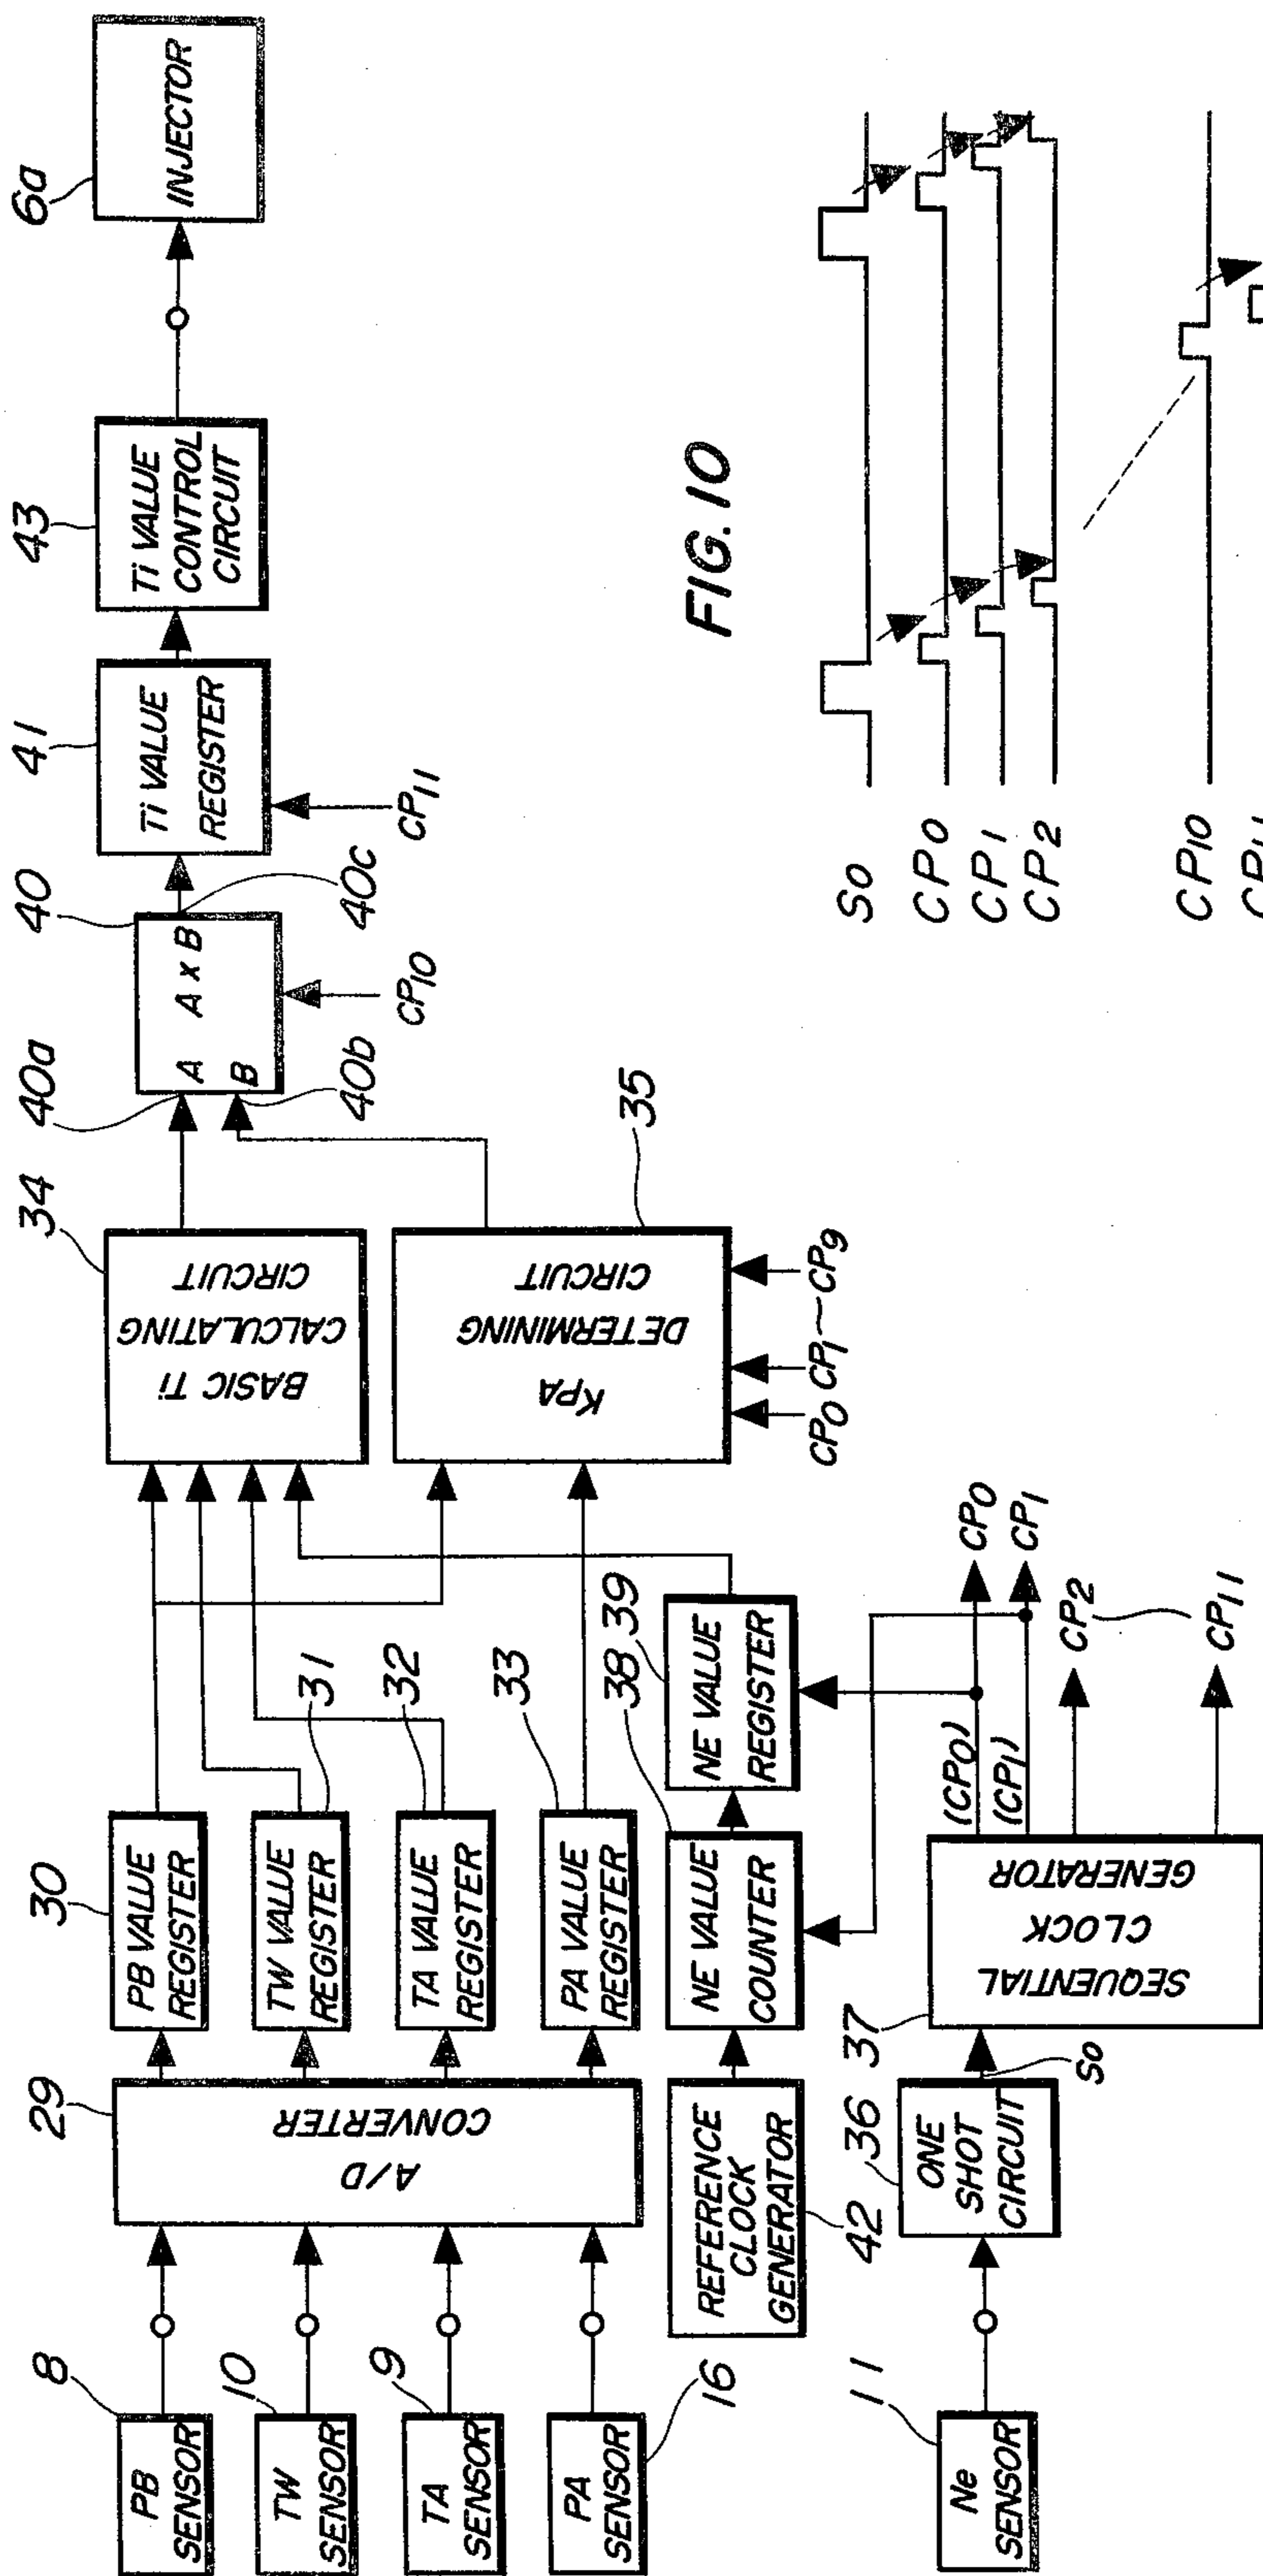 8
PB
SENSOR
10
TW
SENSOR
9
TA
SENSOR
PA
SENSOR
16
11
Ne
SENSOR
29
A/D
CONVERTER
REFERENCE
CLOCK
GENERATOR
42
36
ONE
SHOT
CIRCUIT
So
30
PB VALUE
REGISTER
TW VALUE
REGISTER
31
TA VALUE
REGISTER
32
PA VALUE
REGISTER
33
NE VALUE
COUNTER
38
NE VALUE
REGISTER
39
37
SEQUENTIAL
CLOCK
GENERATOR
(CP0)
(CP1)
CP0
CP1
CP2
CP11
34
BASIC Ti
CALCULATING
CIRCUIT
KPA
DETERMINING
CIRCUIT
35
CP0 CP1 CP9
40a
40
A A x B
B
40b
40c
CP10
41
Ti VALUE
REGISTER
CP11
43
Ti VALUE
CONTROL
CIRCUIT
6a
INJECTOR
FIG. 10
So
CP0
CP1
CP2
CP10
CP11